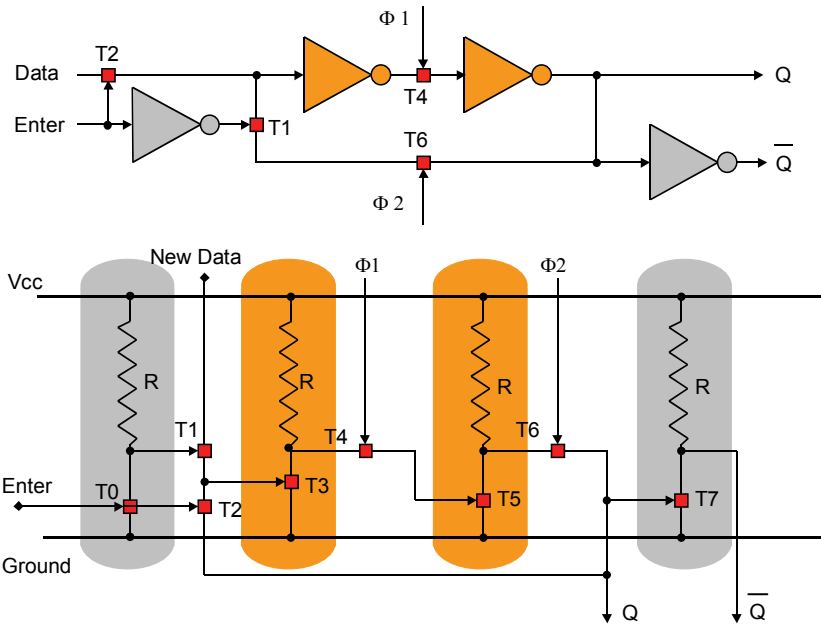 Φ 1
T2
Data
T4
Q
Enter
T1
T6
Q
Φ 2
New Data
Φ1
Φ2
Vcc
R
R
R
R
T1
T4
T6
Enter
T0
T2
T3
T5
T7
Ground
Q
Q